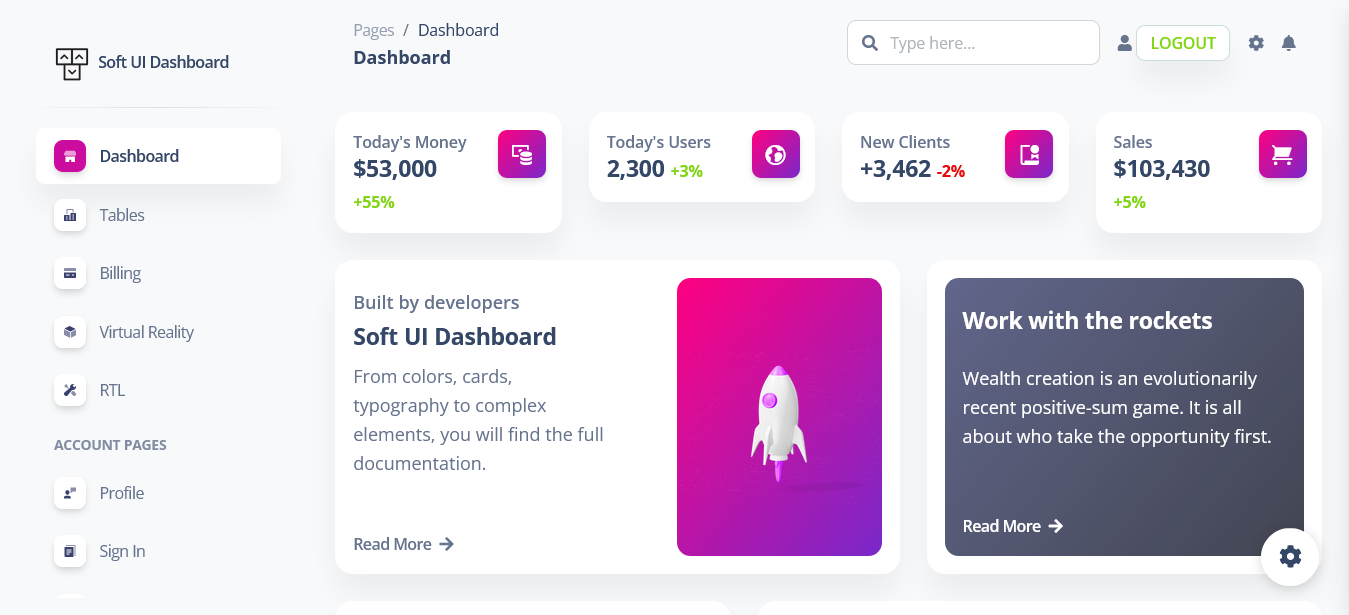 Soft UI Dashboard
Dashboard
Tables
Billing
Virtual Reality
RTL
ACCOUNT PAGES
Profile
Sign In
Pages / Dashboard
Dashboard
Type here...
LOGOUT
Today's Money
$53,000
+55%
Today's Users
2,300 +3%
New Clients
+3,462 -2%
Sales
$103,430
+5%
Built by developers
Soft UI Dashboard
From colors, cards,
typography to complex
elements, you will find the full
documentation.
Read More
Work with the rockets
Wealth creation is an evolutionarily
recent positive-sum game. It is all
about who take the opportunity first.
Read More